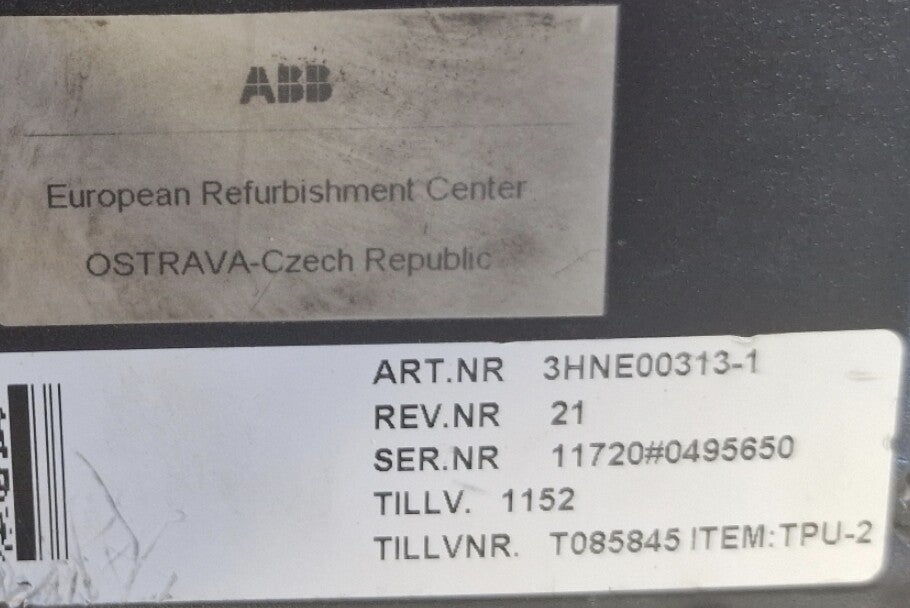 ABB
European Refurbishment Center
OSTRAVA-Czech Republic
ART.NR 3HNE00313-1
REV.NR 21
SER.NR 11720#0495650
TILLV. 1152
TILLVNR. T085845 ITEM:TPU-2